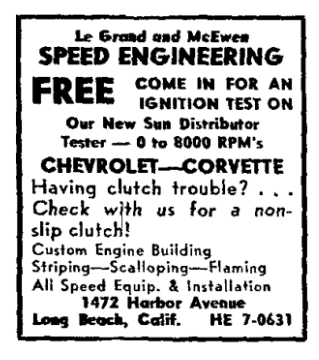 Le Grand and McEwen
SPEED ENGINEERING
FREE COME IN FOR AN
IGNITION TEST ON
Our New Sun Distributor
Tester — 0 to 8000 RPM's
CHEVROLET—CORVETTE
Having clutch trouble? . . .
Check with us for a non-
slip clutch!
Custom Engine Building
Striping—Scalloping—Flaming
All Speed Equip. & Installation
1472 Harbor Avenue
Long Beach, Calif. HE 7-0631